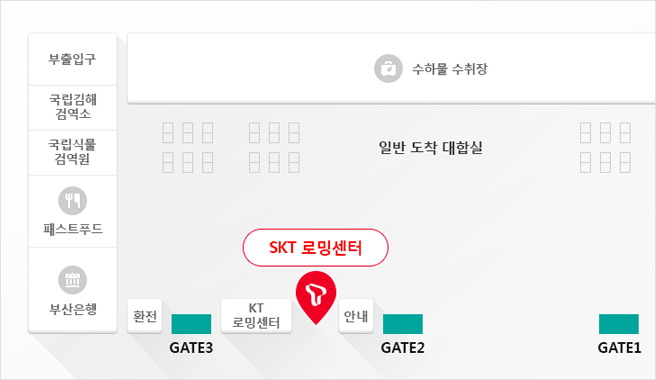 부출입구
국립김해
검역소
국립식물
검역원
패스트푸드
부산은행
수하물 수취장
일반 도착 대합실
SKT 로밍센터
환전
KT
로밍센터
안내
GATE3
GATE2
GATE1